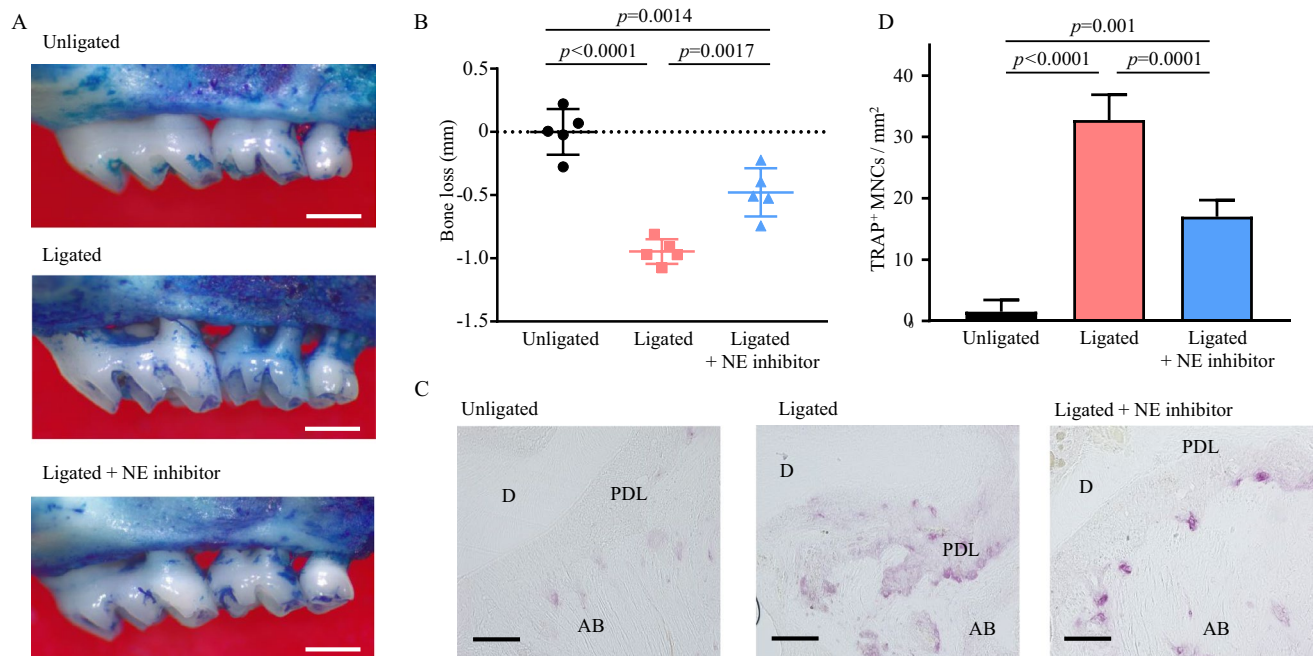 A
Unligated
Ligated
Ligated + NE inhibitor
B
p=0.0014
p<0.0001
p=0.0017
Bone loss (mm)
0.5
0
-0.5
-1.0
-1.5
Unligated
Ligated
Ligated
+ NE inhibitor
D
p=0.001
p<0.0001
p=0.0001
TRAP⁺ MNCs / mm²
40
30
20
10
0
0
Unligated
Ligated
Ligated
+ NE inhibitor
C
Unligated
D
PDL
AB
Ligated
D
PDL
AB
Ligated + NE inhibitor
PDL
D
AB